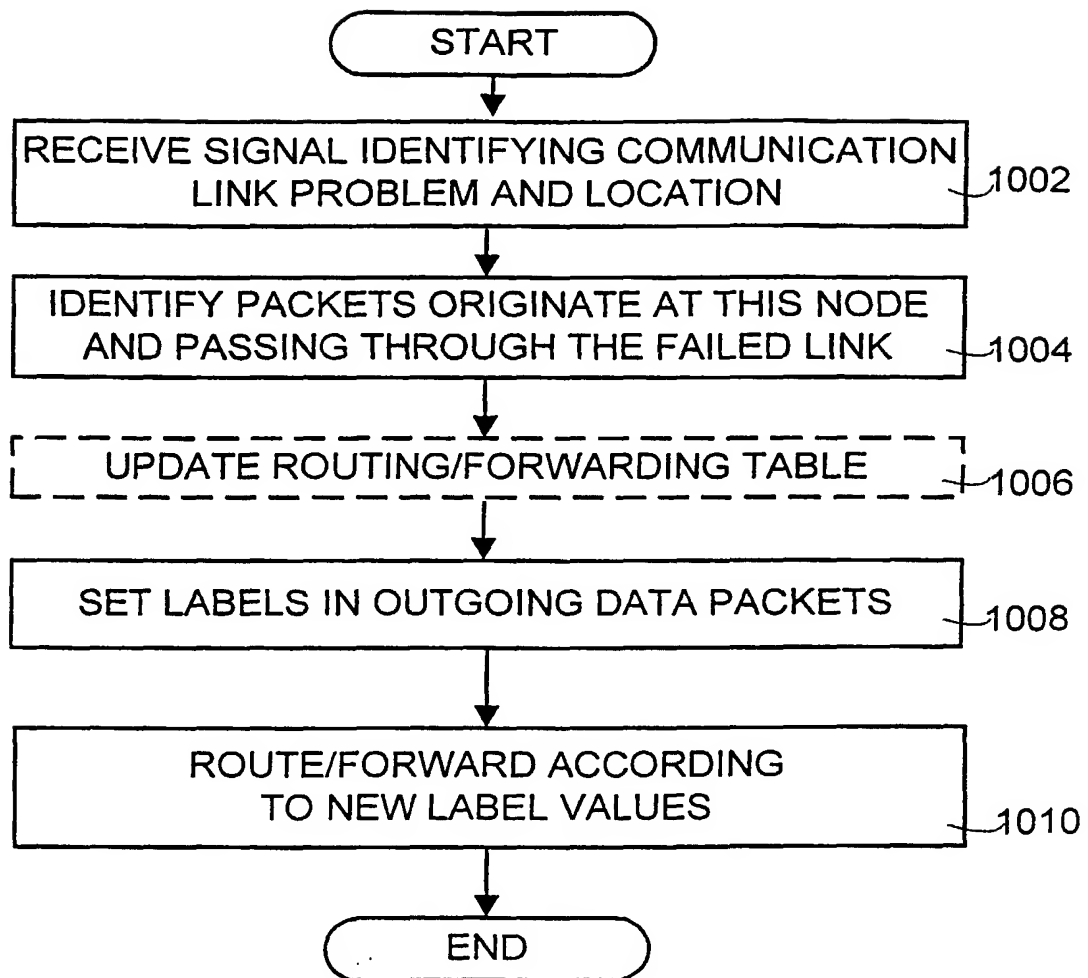 START
RECEIVE SIGNAL IDENTIFYING COMMUNICATION
LINK PROBLEM AND LOCATION
1002
IDENTIFY PACKETS ORIGINATE AT THIS NODE
AND PASSING THROUGH THE FAILED LINK
1004
UPDATE ROUTING/FORWARDING TABLE
1006
SET LABELS IN OUTGOING DATA PACKETS
1008
ROUTE/FORWARD ACCORDING
TO NEW LABEL VALUES
1010
END